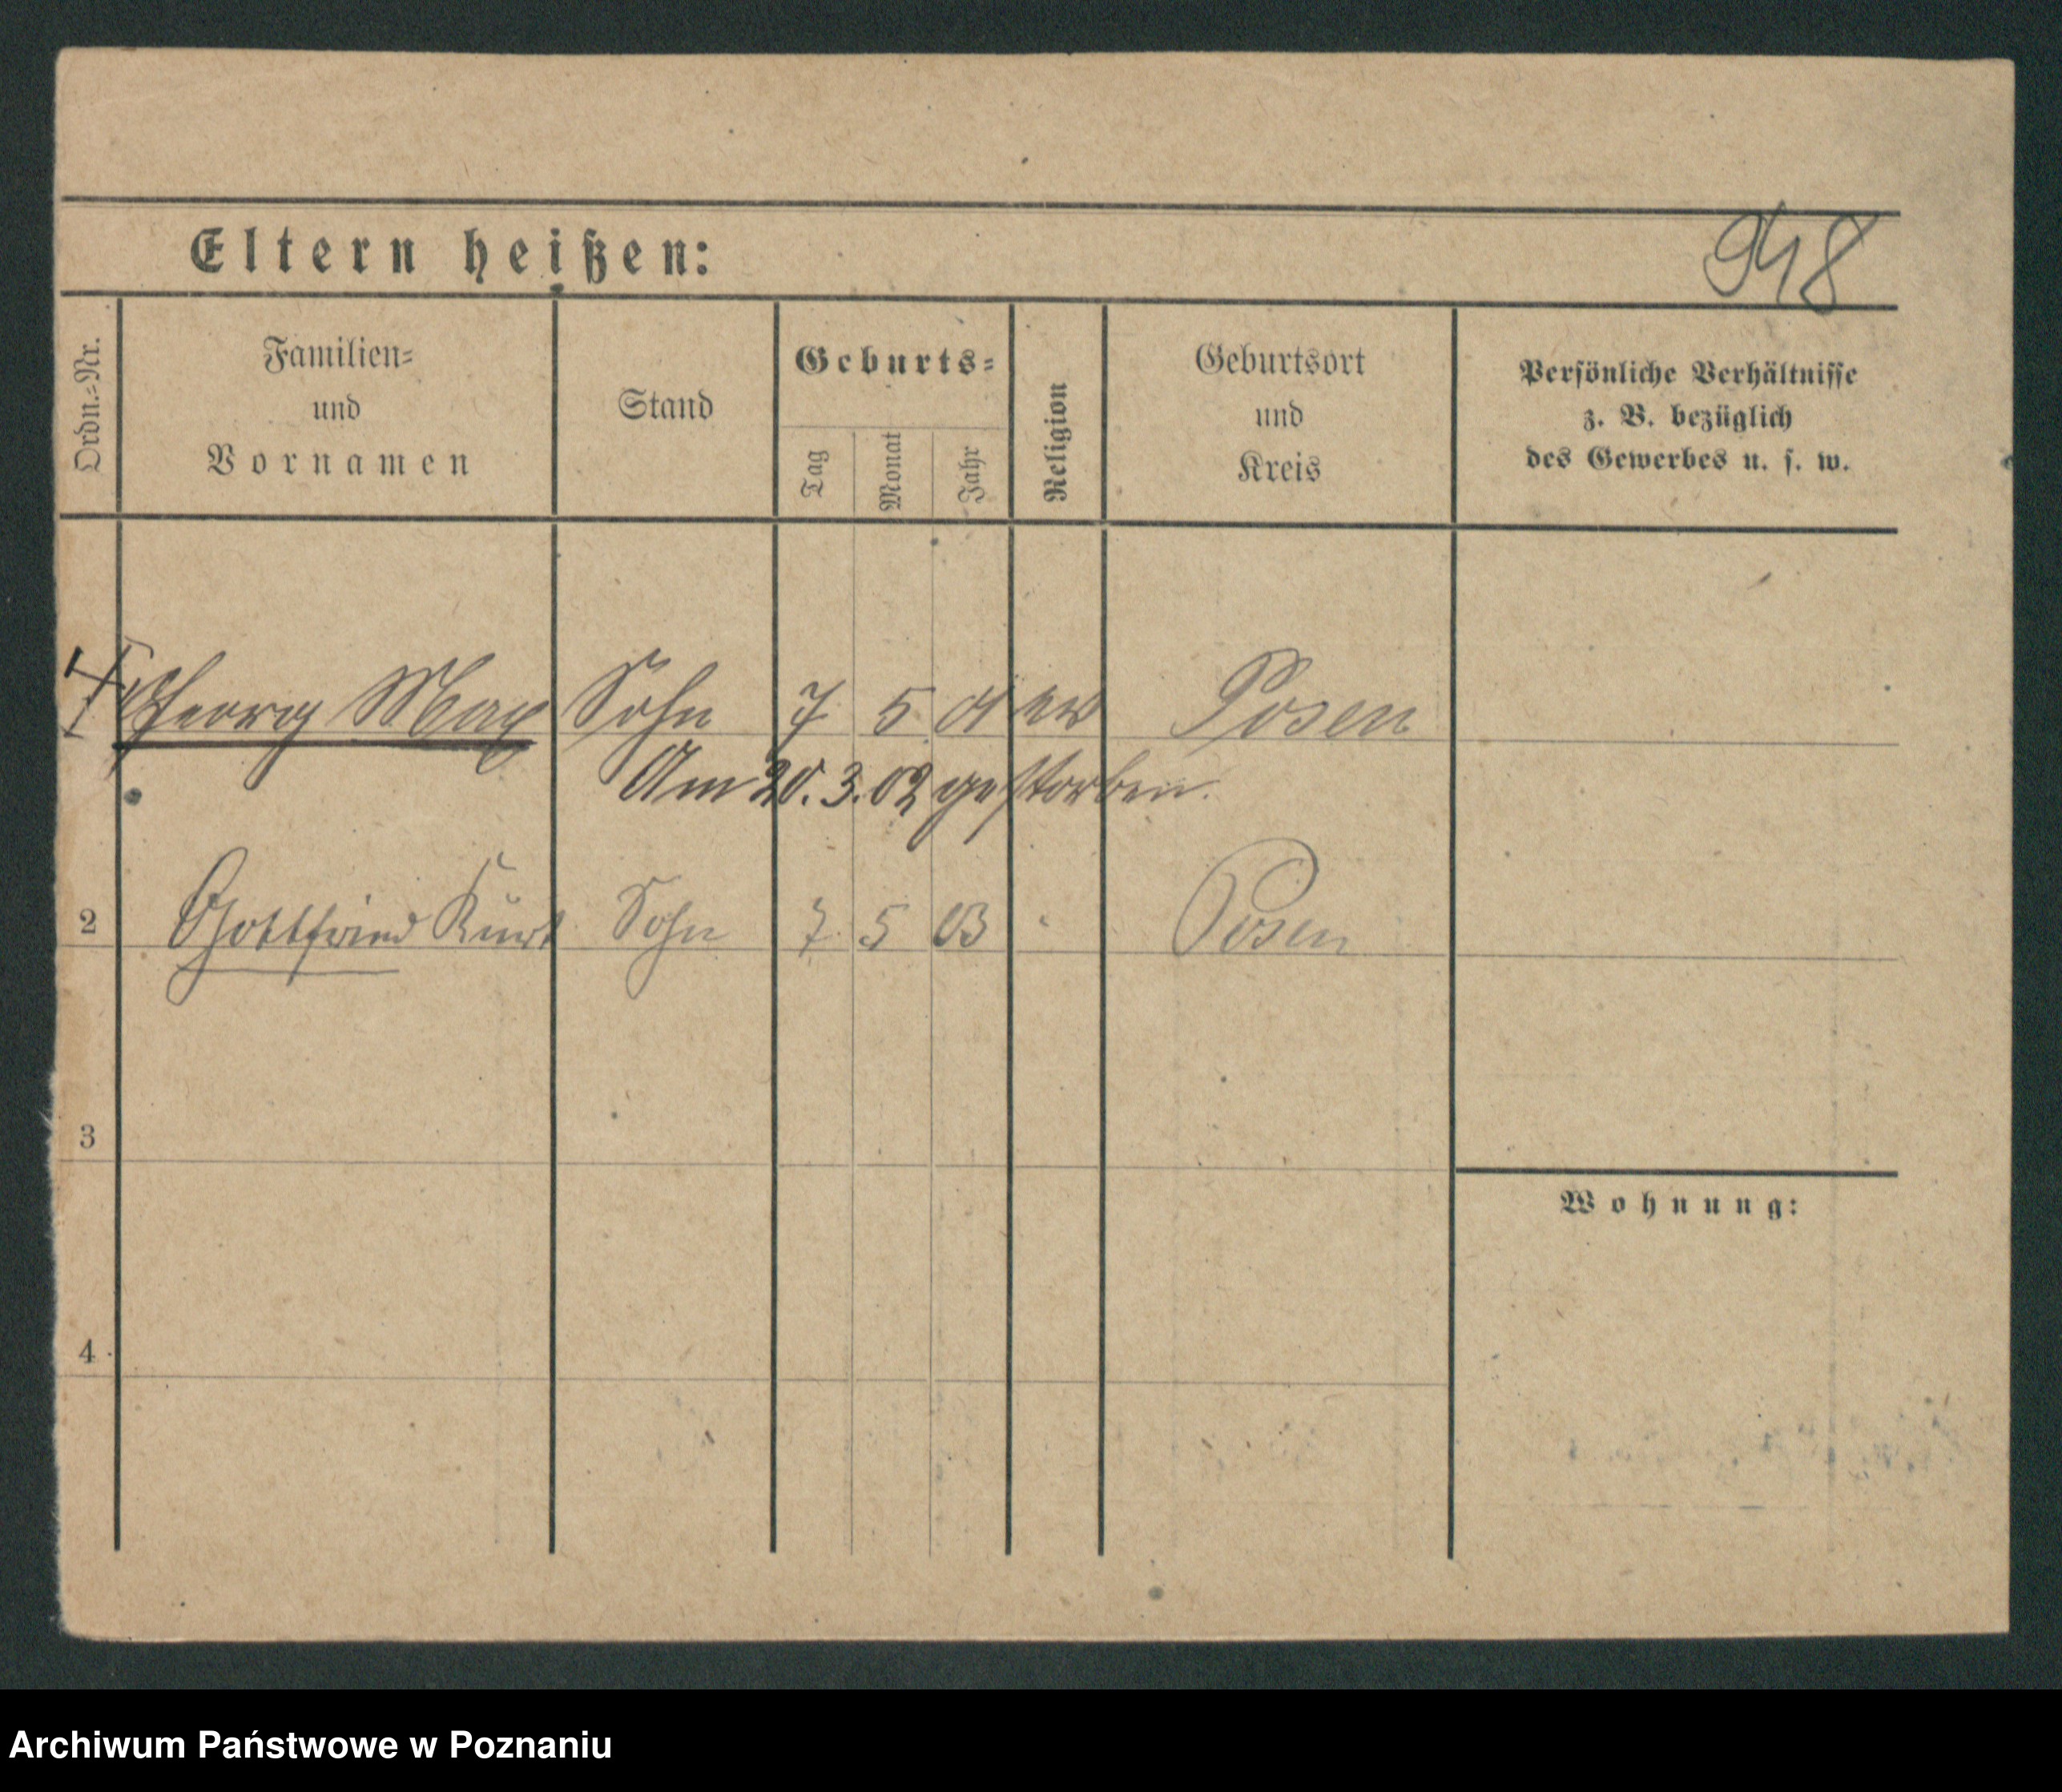 948
Eltern heißen:
Ordn.-Nr.
Familien-
und
Vornamen
Stand
Geburts-
Tag
Monat
Jahr
Religion
Geburtsort
und
Kreis
Persönliche Verhältnisse
z. B. bezüglich
des Gewerbes u. s. w.
1 Georg Max Sohn 7 5 01 ev Posen
Am 20.3.02 gestorben.
2 Gottfried Kurt Sohn 7. 5 03 Posen
3
Wohnung:
4
Archiwum Państwowe w Poznaniu